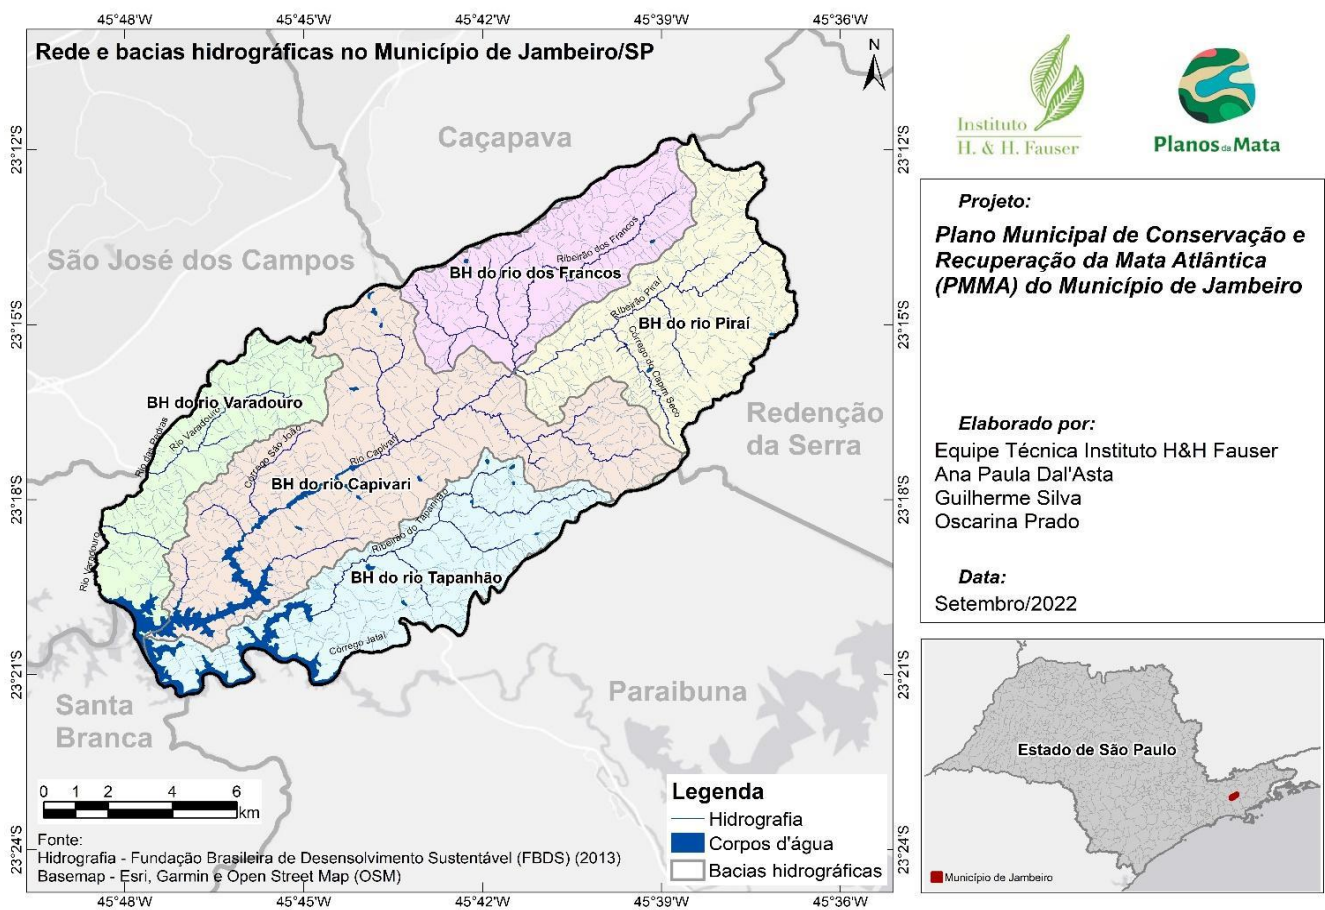 45°48'W
45°45'W
45°42'W
45°39'W
45°36'W
Rede e bacias hidrográficas no Município de Jambeiro/SP
N
Caçapava
São José dos Campos
Redenção
da Serra
Paraibuna
Santa
Branca
23°12'S
23°12'S
23°15'S
23°15'S
23°18'S
23°18'S
23°21'S
23°21'S
23°24'S
23°24'S
BH do rio dos Francos
Ribeirão dos Francos
BH do rio Piraí
Ribeirão Piraí
Córrego do Capim Seco
BH do rio Varadouro
Rio Varadouro
Rio das Pedras
Córrego São João
Rio Capivari
BH do rio Capivari
Ribeirão do Tapanhão
BH do rio Tapanhão
Rio Varadouro
Córrego Jataí
0 1 2 4 6
km
Legenda
Hidrografia
Corpos d'água
Bacias hidrográficas
Fonte:
Hidrografia - Fundação Brasileira de Desenvolvimento Sustentável (FBDS) (2013)
Basemap - Esri, Garmin e Open Street Map (OSM)
45°48'W
45°45'W
45°42'W
45°39'W
45°36'W
Instituto
H. & H. Fauser
Planos da Mata
Projeto:
Plano Municipal de Conservação e
Recuperação da Mata Atlântica
(PMMA) do Município de Jambeiro
Elaborado por:
Equipe Técnica Instituto H&H Fauser
Ana Paula Dal'Asta
Guilherme Silva
Oscarina Prado
Data:
Setembro/2022
Estado de São Paulo
Município de Jambeiro